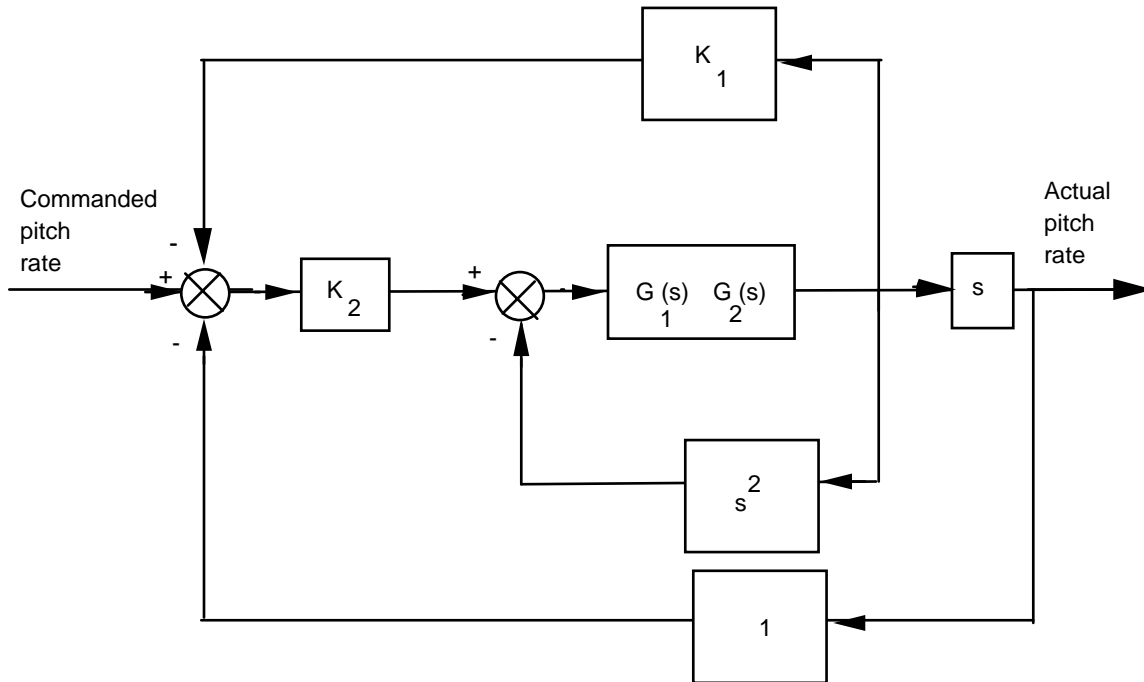 K
1
Commanded
pitch
rate
Actual
pitch
rate
-
+
K
2
+
-
G (s) G (s)
1 2
s
-
-
-
2
s
1